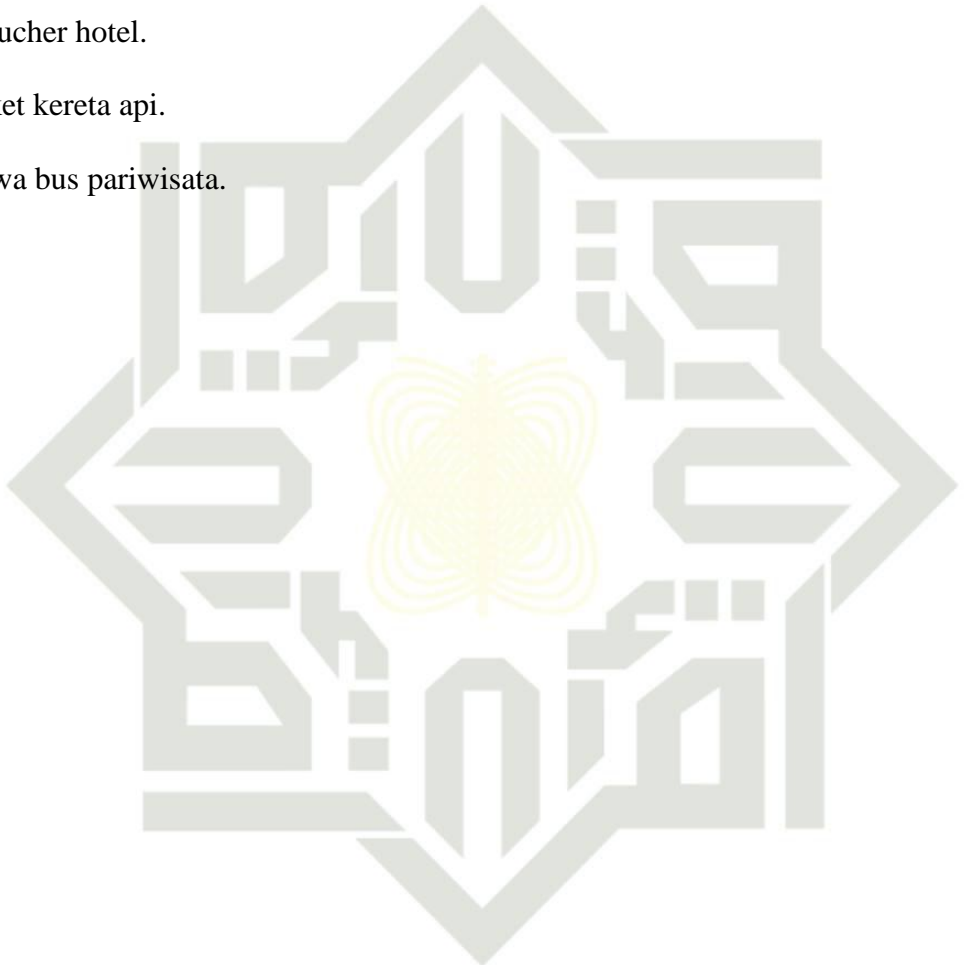 ucher hotel.
et kereta api.
wa bus pariwisata.